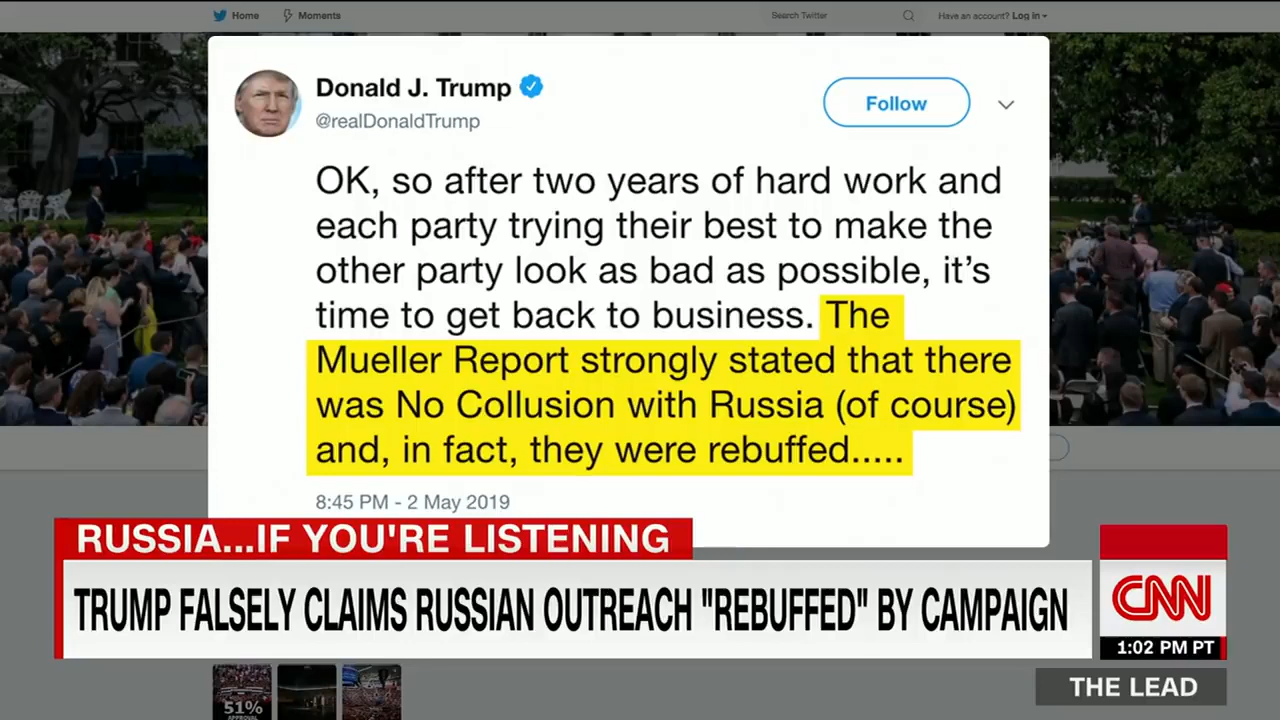 Home Moments Search Twitter Have an account? Log in
Donald J. Trump
@realDonaldTrump
Follow
OK, so after two years of hard work and
each party trying their best to make the
other party look as bad as possible, it’s
time to get back to business. The
Mueller Report strongly stated that there
was No Collusion with Russia (of course)
and, in fact, they were rebuffed.....
8:45 PM - 2 May 2019
RUSSIA...IF YOU'RE LISTENING
TRUMP FALSELY CLAIMS RUSSIAN OUTREACH "REBUFFED" BY CAMPAIGN
CNN
1:02 PM PT
THE LEAD
51%
APPROVAL